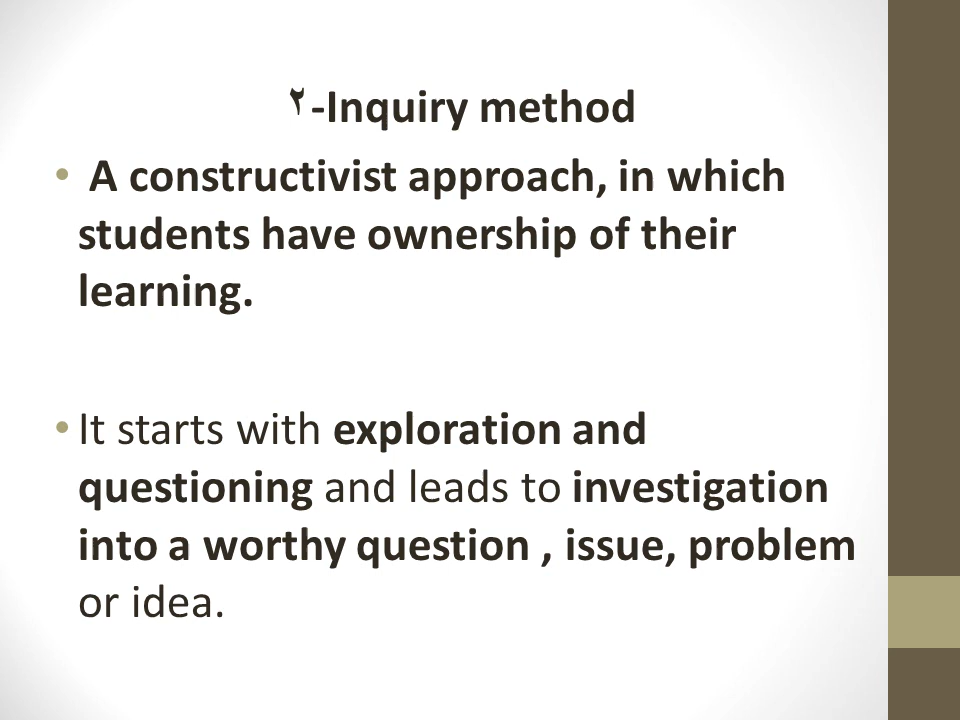 ٢-Inquiry method
• A constructivist approach, in which
students have ownership of their
learning.
• It starts with exploration and
questioning and leads to investigation
into a worthy question , issue, problem
or idea.